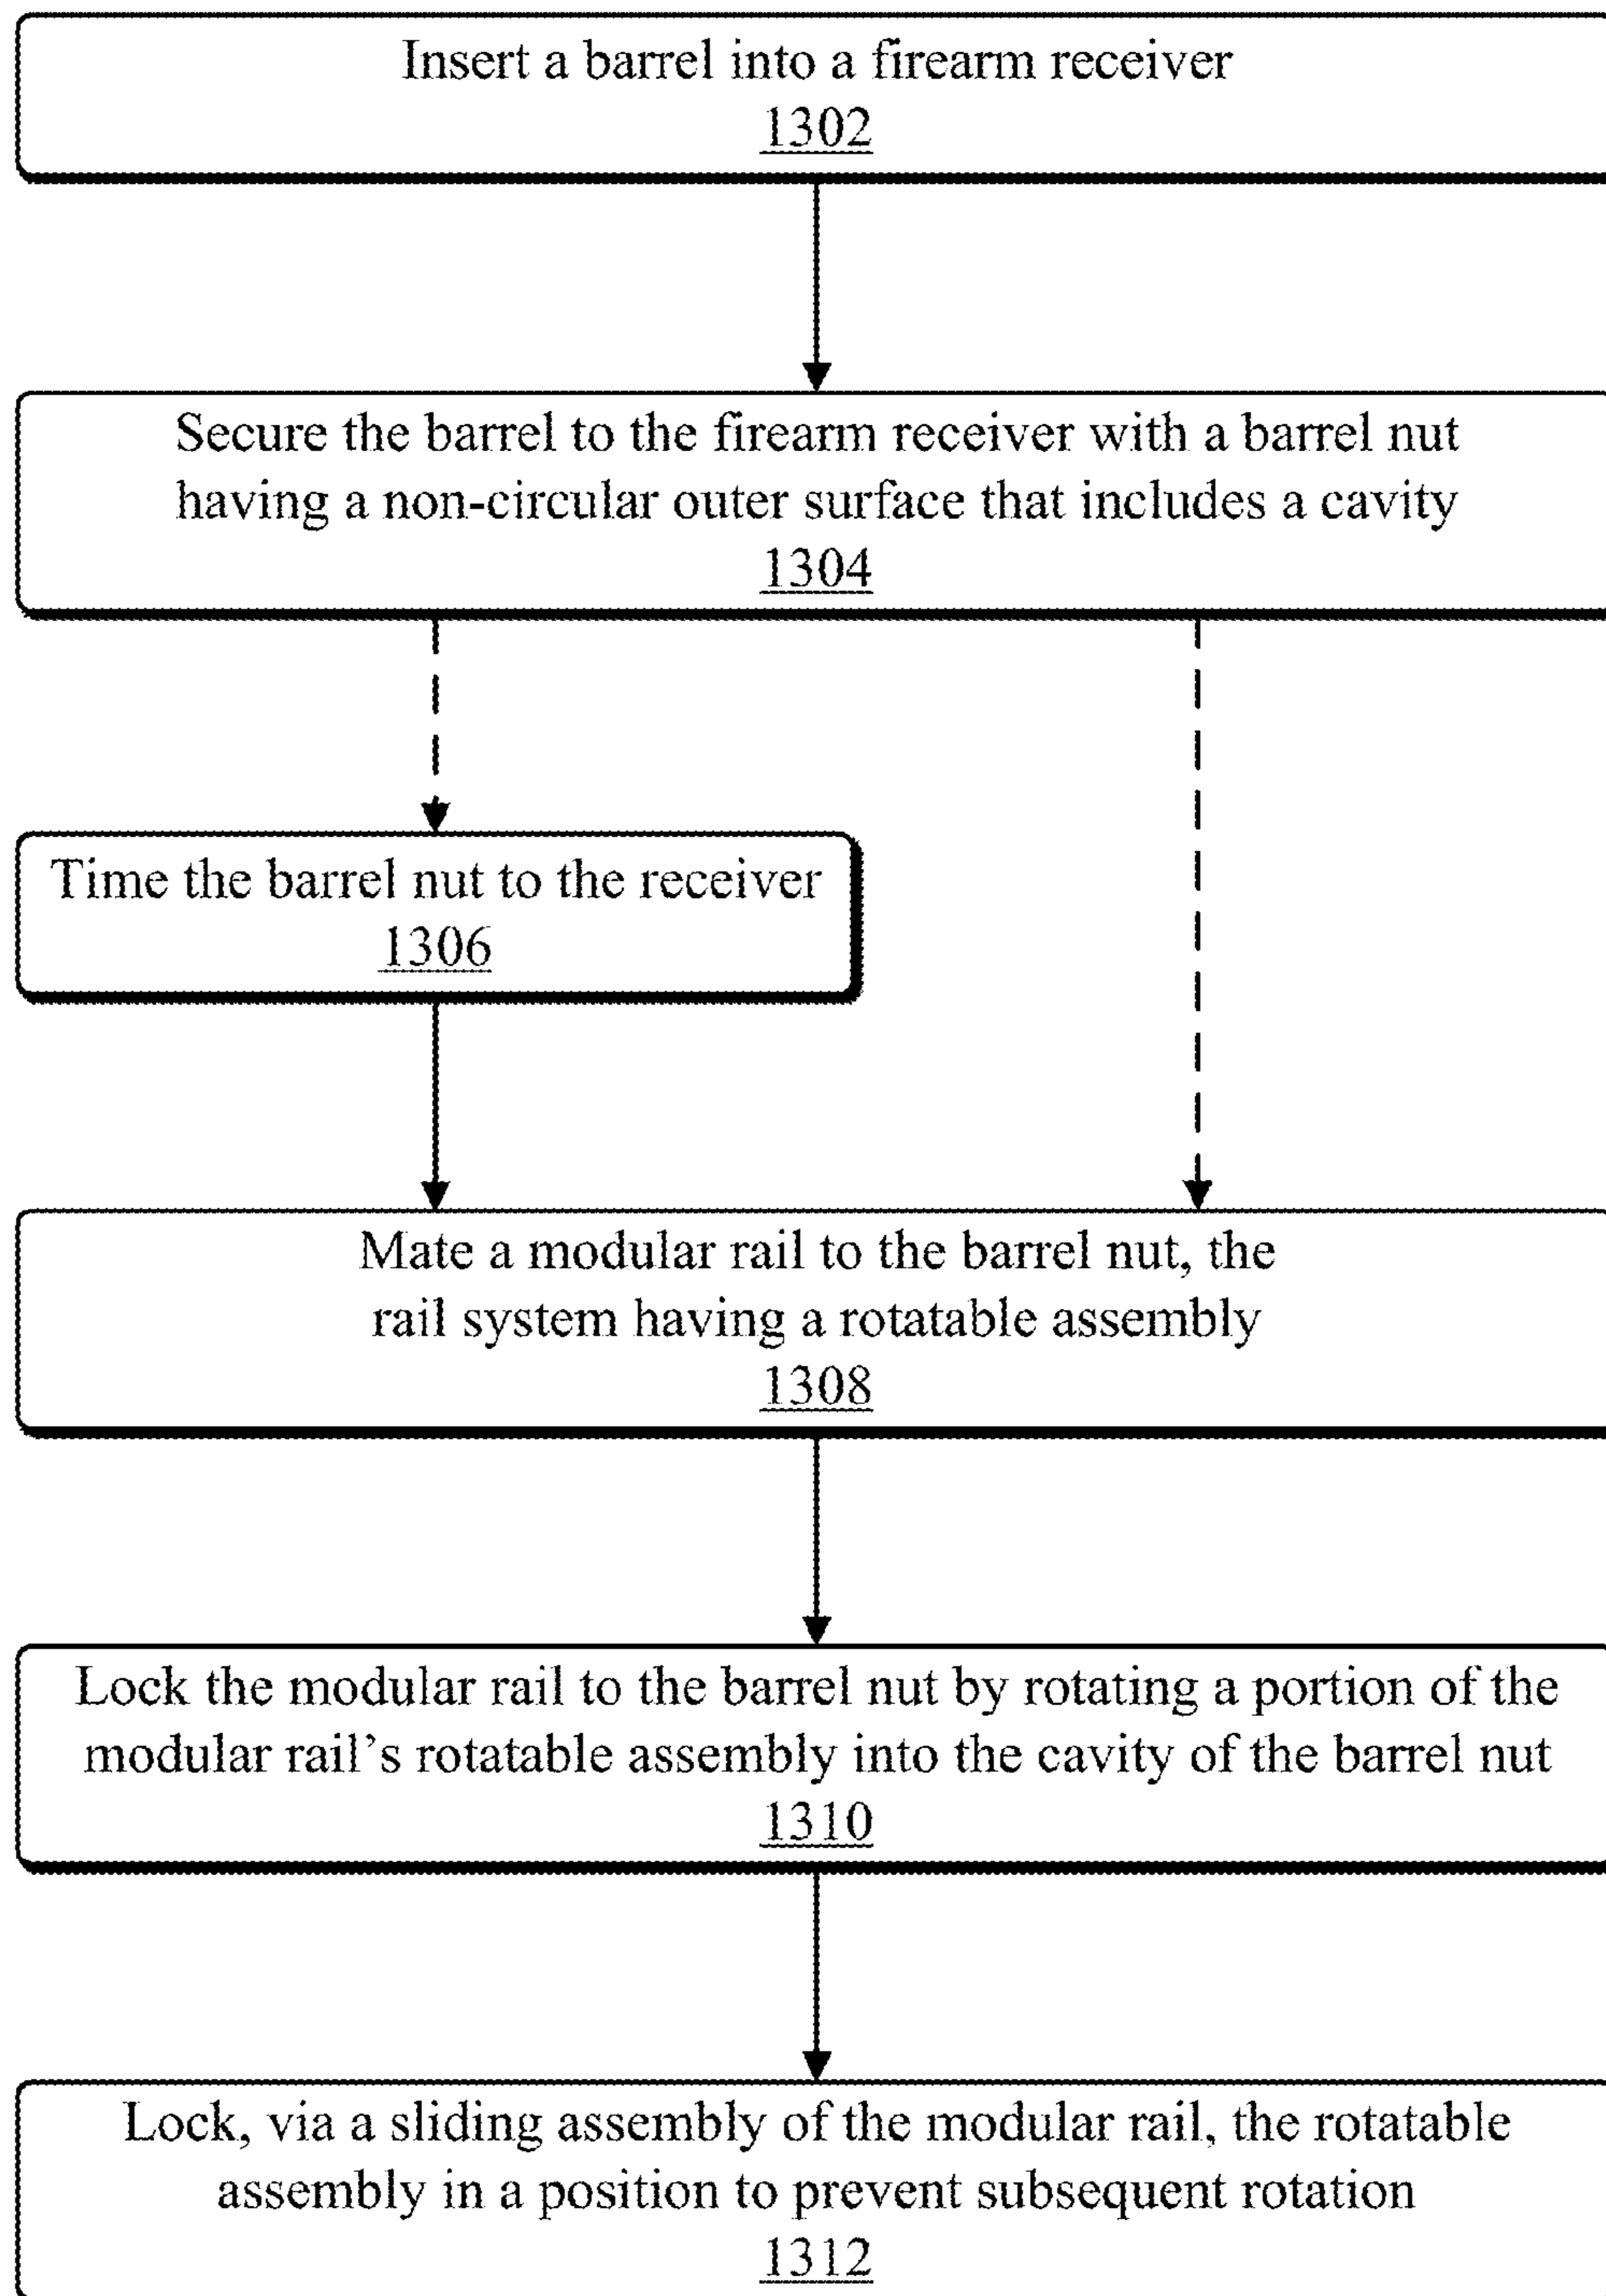 Insert a barrel into a firearm receiver
1302
Secure the barrel to the firearm receiver with a barrel nut
having a non-circular outer surface that includes a cavity
1304
Time the barrel nut to the receiver
1306
Mate a modular rail to the barrel nut, the
rail system having a rotatable assembly
1308
Lock the modular rail to the barrel nut by rotating a portion of the
modular rail’s rotatable assembly into the cavity of the barrel nut
1310
Lock, via a sliding assembly of the modular rail, the rotatable
assembly in a position to prevent subsequent rotation
1312